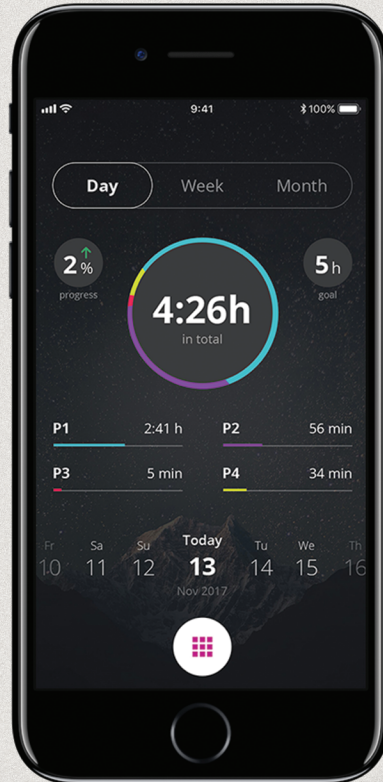 9:41 100%
Day Week Month
2%
progress
4:26h
in total
5h
goal
P1 2:41 h
P2 56 min
P3 5 min
P4 34 min
Fr Sa Su Today Tu We Th
10 11 12 13 14 15 16
Nov 2017